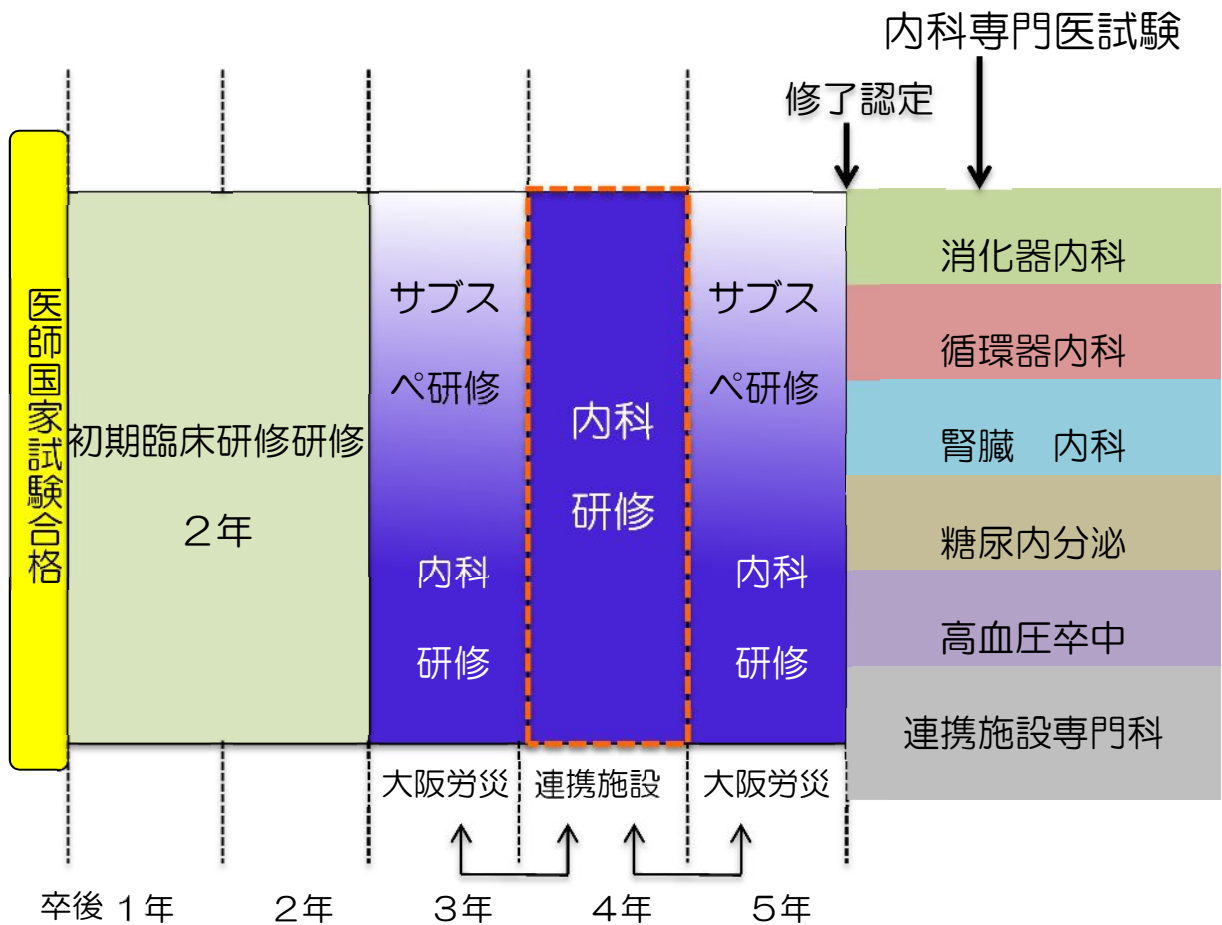 内科専門医試験
修了認定
医師国家試験合格
初期臨床研修研修
２年
サブス
ペ研修
内科
研修
内科
研修
サブス
ペ研修
内科
研修
消化器内科
循環器内科
腎臓　内科
糖尿内分泌
高血圧卒中
連携施設専門科
大阪労災
連携施設
大阪労災
卒後 １年
２年
３年
４年
５年